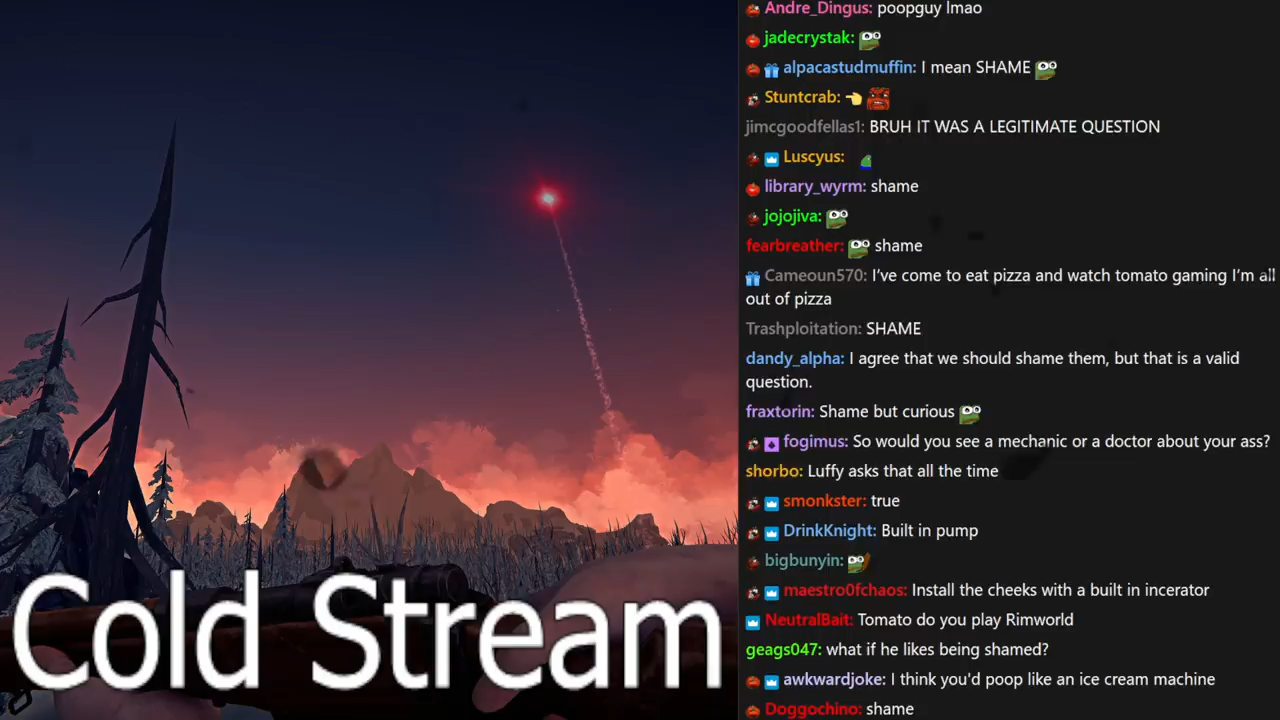 Andre_Dingus: poopguy lmao
jadecrystak:
alpacastudmuffin: I mean SHAME
Stuntcrab:
jimcgoodfellas1: BRUH IT WAS A LEGITIMATE QUESTION
Luscyus:
library_wyrm: shame
jojojiva:
fearbreather: shame
Cameoun570: I've come to eat pizza and watch tomato gaming I'm all
out of pizza
Trashploitation: SHAME
dandy_alpha: I agree that we should shame them, but that is a valid
question.
fraxtorin: Shame but curious
fogimus: So would you see a mechanic or a doctor about your ass?
shorbo: Luffy asks that all the time
smonkster: true
DrinkKnight: Built in pump
bigbunyin:
maestro0fchaos: Install the cheeks with a built in incerator
NeutralBait: Tomato do you play Rimworld
geags047: what if he likes being shamed?
awkwardjoke: I think you'd poop like an ice cream machine
Doggochino: shame
Cold Stream